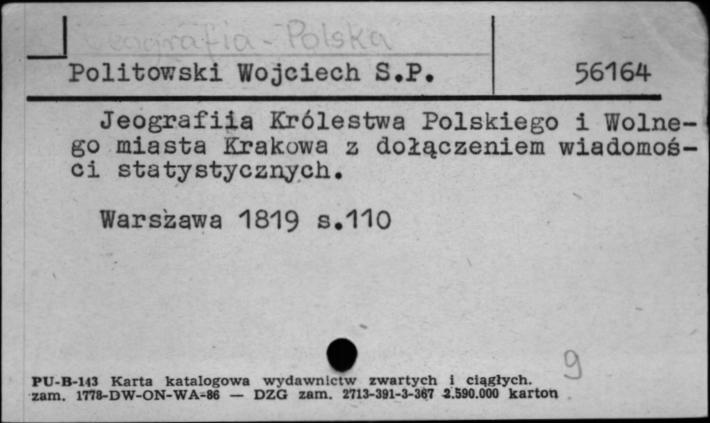 Geografia - Polska
Politowski Wojciech S.P. 56164
Jeografiia Królestwa Polskiego i Wolne-
go miasta Krakowa z dołączeniem wiadomoś-
ci statystycznych.
Warszawa 1819 s.110
9
PU-B-143 Karta katalogowa wydawnictw zwartych i ciągłych.
zam. 1778-DW-ON-WA-86 — DZG zam. 2713-391-3-367 2.590.000 karton